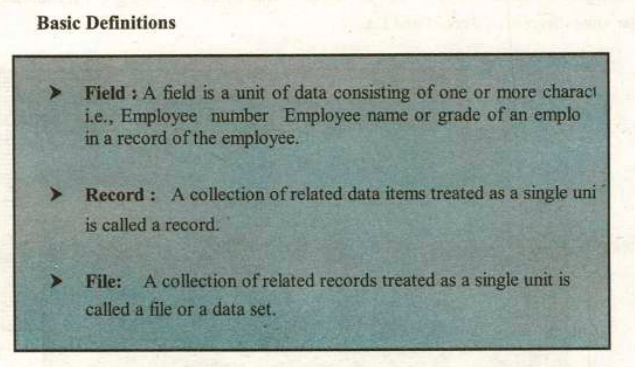 Basic Definitions
➤ Field : A field is a unit of data consisting of one or more charact
i.e., Employee number Employee name or grade of an emplo
in a record of the employee.
➤ Record : A collection of related data items treated as a single uni
is called a record.
➤ File: A collection of related records treated as a single unit is
called a file or a data set.